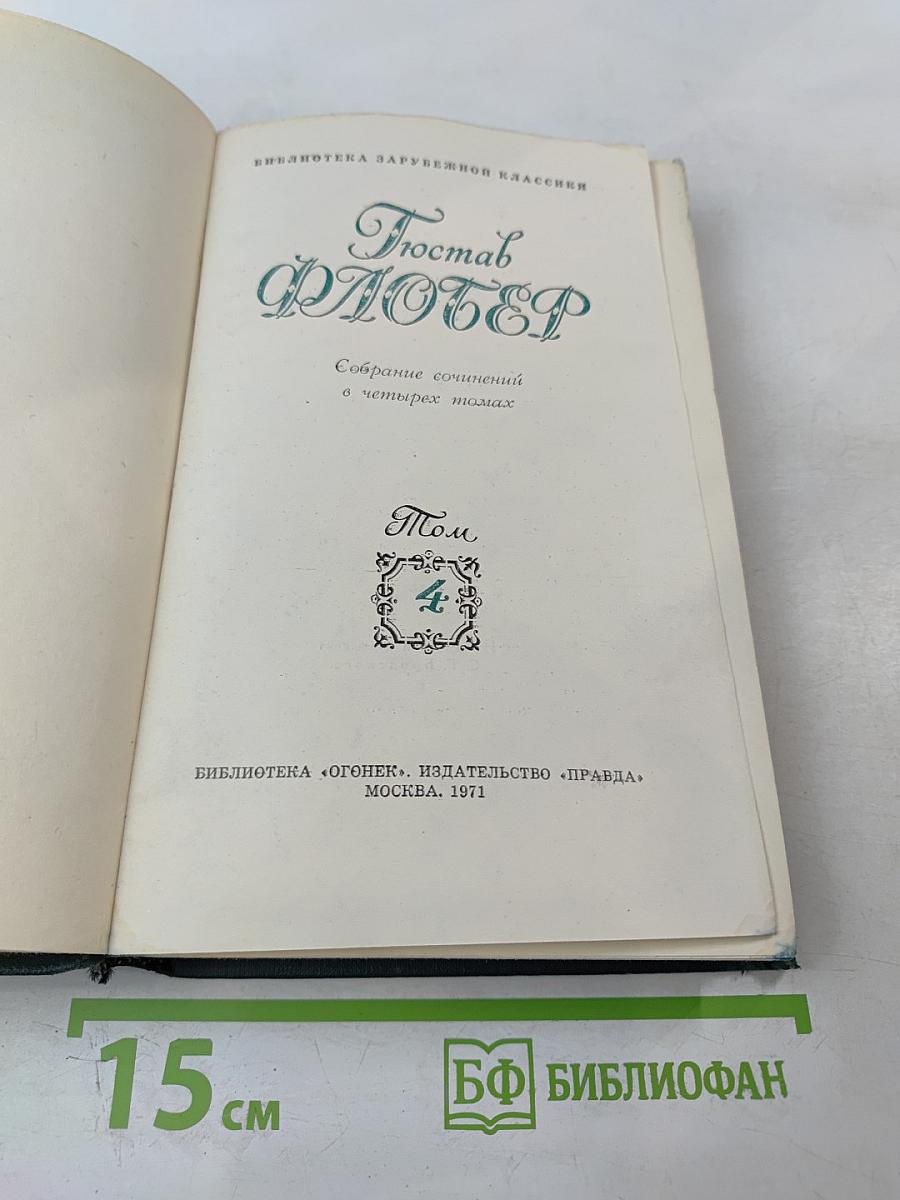 БИБЛИОТЕКА ЗАРУБЕЖНОЙ КЛАССИКИ
Гюстав
ФЛОБЕР
Собрание сочинений
в четырех томах
Том
4
БИБЛИОТЕКА «ОГОНЕК». ИЗДАТЕЛЬСТВО «ПРАВДА»
МОСКВА. 1971
15 см
БФ БИБЛИОФАН